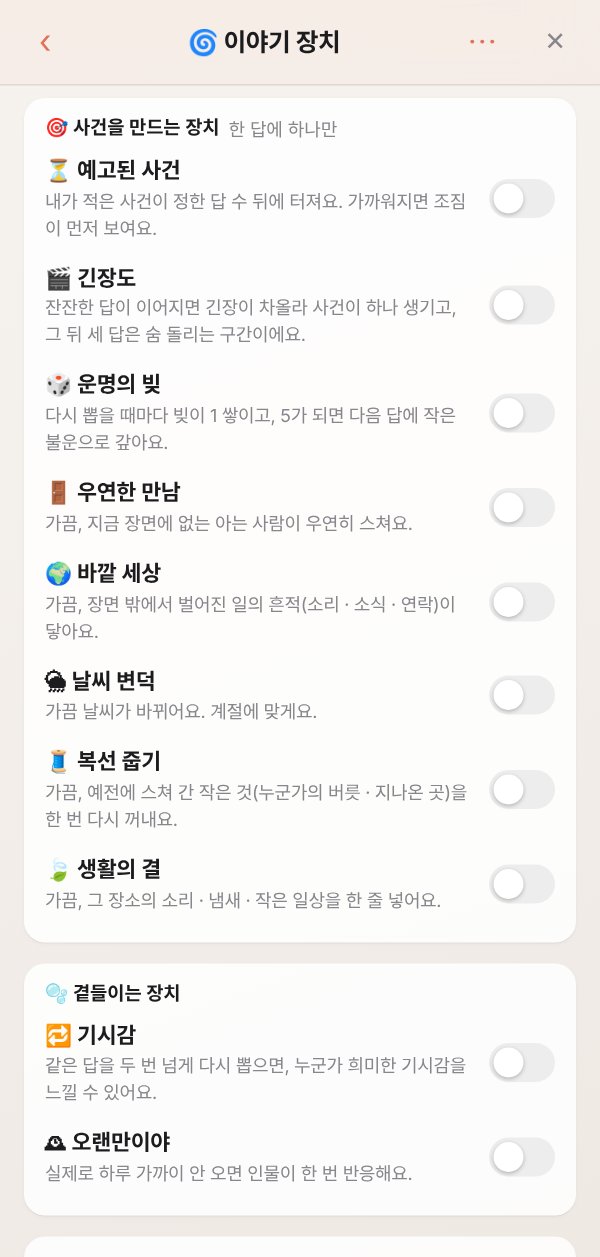 🌀 이야기 장치
🎯 사건을 만드는 장치 한 답에 하나만
⏳ 예고된 사건
내가 적은 사건이 정한 답 수 뒤에 터져요. 가까워지면 조짐
이 먼저 보여요.
🎬 긴장도
잔잔한 답이 이어지면 긴장이 차올라 사건이 하나 생기고,
그 뒤 세 답은 숨 돌리는 구간이에요.
🎲 운명의 빚
다시 뽑을 때마다 빚이 1 쌓이고, 5가 되면 다음 답에 작은
불운으로 갚아요.
🚪 우연한 만남
가끔, 지금 장면에 없는 아는 사람이 우연히 스쳐요.
🌍 바깥 세상
가끔, 장면 밖에서 벌어진 일의 흔적(소리 · 소식 · 연락)이
닿아요.
🌦 날씨 변덕
가끔 날씨가 바뀌어요. 계절에 맞게요.
🧵 복선 줍기
가끔, 예전에 스쳐 간 작은 것(누군가의 버릇 · 지나온 곳)을
한 번 다시 꺼내요.
🍃 생활의 결
가끔, 그 장소의 소리 · 냄새 · 작은 일상을 한 줄 넣어요.
🫧 곁들이는 장치
🔁 기시감
같은 답을 두 번 넘게 다시 뽑으면, 누군가 희미한 기시감을
느낄 수 있어요.
🕰 오랜만이야
실제로 하루 가까이 안 오면 인물이 한 번 반응해요.